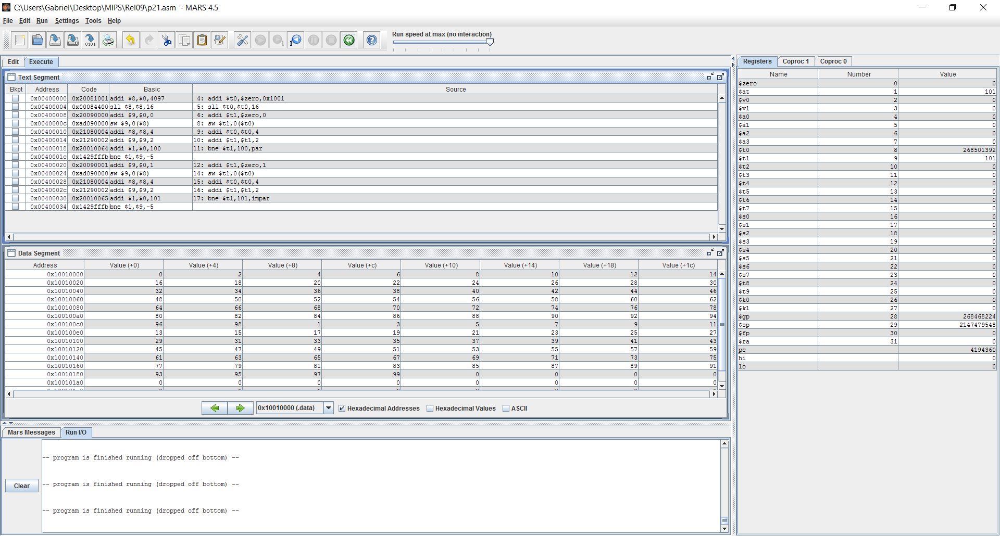 C:\Users\Gabriel\Desktop\MIPS\Rel09\p21.asm - MARS 4.5
File Edit Run Settings Tools Help
Run speed at max (no interaction)
Edit Execute
Text Segment
Bkpt Address Code Basic Source
0x00400000 0x20081001 addi $8,$0,4097 4: addi $t0,$zero,0x1001
0x00400004 0x00084400 sll $8,$8,16 5: sll $t0,$t0,16
0x00400008 0x20090000 addi $9,$0,0 6: addi $t1,$zero,0
0x0040000c 0xad090000 sw $9,0($8) 8: sw $t1,0($t0)
0x00400010 0x21080004 addi $8,$8,4 9: addi $t0,$t0,4
0x00400014 0x21290002 addi $9,$9,2 10: addi $t1,$t1,2
0x00400018 0x20010064 addi $1,$0,100 11: bne $t1,100,par
0x0040001c 0x1429fffb bne $1,$9,-5
0x00400020 0x20090001 addi $9,$0,1 12: addi $t1,$zero,1
0x00400024 0xad090000 sw $9,0($8) 14: sw $t1,0($t0)
0x00400028 0x21080004 addi $8,$8,4 15: addi $t0,$t0,4
0x0040002c 0x21290002 addi $9,$9,2 16: addi $t1,$t1,2
0x00400030 0x20010065 addi $1,$0,101 17: bne $t1,101,impar
0x00400034 0x1429fffb bne $1,$9,-5
Data Segment
Address Value (+0) Value (+4) Value (+8) Value (+c) Value (+10) Value (+14) Value (+18) Value (+1c)
0x10010000 0 2 4 6 8 10 12 14
0x10010020 16 18 20 22 24 26 28 30
0x10010040 32 34 36 38 40 42 44 46
0x10010060 48 50 52 54 56 58 60 62
0x10010080 64 66 68 70 72 74 76 78
0x100100a0 80 82 84 86 88 90 92 94
0x100100c0 96 98 1 3 5 7 9 11
0x100100e0 13 15 17 19 21 23 25 27
0x10010100 29 31 33 35 37 39 41 43
0x10010120 45 47 49 51 53 55 57 59
0x10010140 61 63 65 67 69 71 73 75
0x10010160 77 79 81 83 85 87 89 91
0x10010180 93 95 97 99 0 0 0 0
0x100101a0 0 0 0 0 0 0 0 0
0x10010000 (.data) Hexadecimal Addresses Hexadecimal Values ASCII
Mars Messages Run I/O
-- program is finished running (dropped off bottom) --
-- program is finished running (dropped off bottom) --
-- program is finished running (dropped off bottom) --
Clear
Registers Coproc 1 Coproc 0
Name Number Value
$zero 0 0
$at 1 101
$v0 2 0
$v1 3 0
$a0 4 0
$a1 5 0
$a2 6 0
$a3 7 0
$t0 8 268501392
$t1 9 101
$t2 10 0
$t3 11 0
$t4 12 0
$t5 13 0
$t6 14 0
$t7 15 0
$s0 16 0
$s1 17 0
$s2 18 0
$s3 19 0
$s4 20 0
$s5 21 0
$s6 22 0
$s7 23 0
$t8 24 0
$t9 25 0
$k0 26 0
$k1 27 0
$gp 28 268468224
$sp 29 2147479548
$fp 30 0
$ra 31 0
pc 4194360
hi 0
lo 0